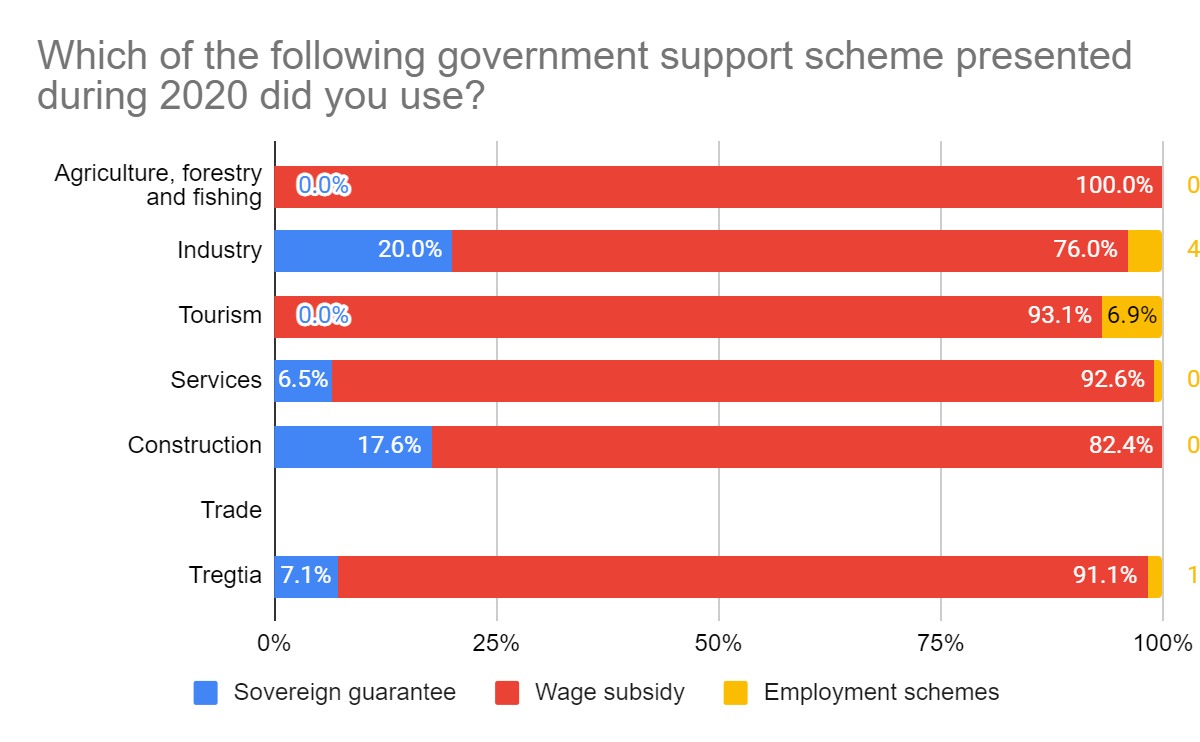 Which of the following government support scheme presented
during 2020 did you use?
Agriculture, forestry
and fishing
0.0%
100.0%
0
Industry
20.0%
76.0%
4
Tourism
0.0%
93.1%
6.9%
Services
6.5%
92.6%
0
Construction
17.6%
82.4%
0
Trade
Tregtia
7.1%
91.1%
1
0%
25%
50%
75%
100%
Sovereign guarantee
Wage subsidy
Employment schemes